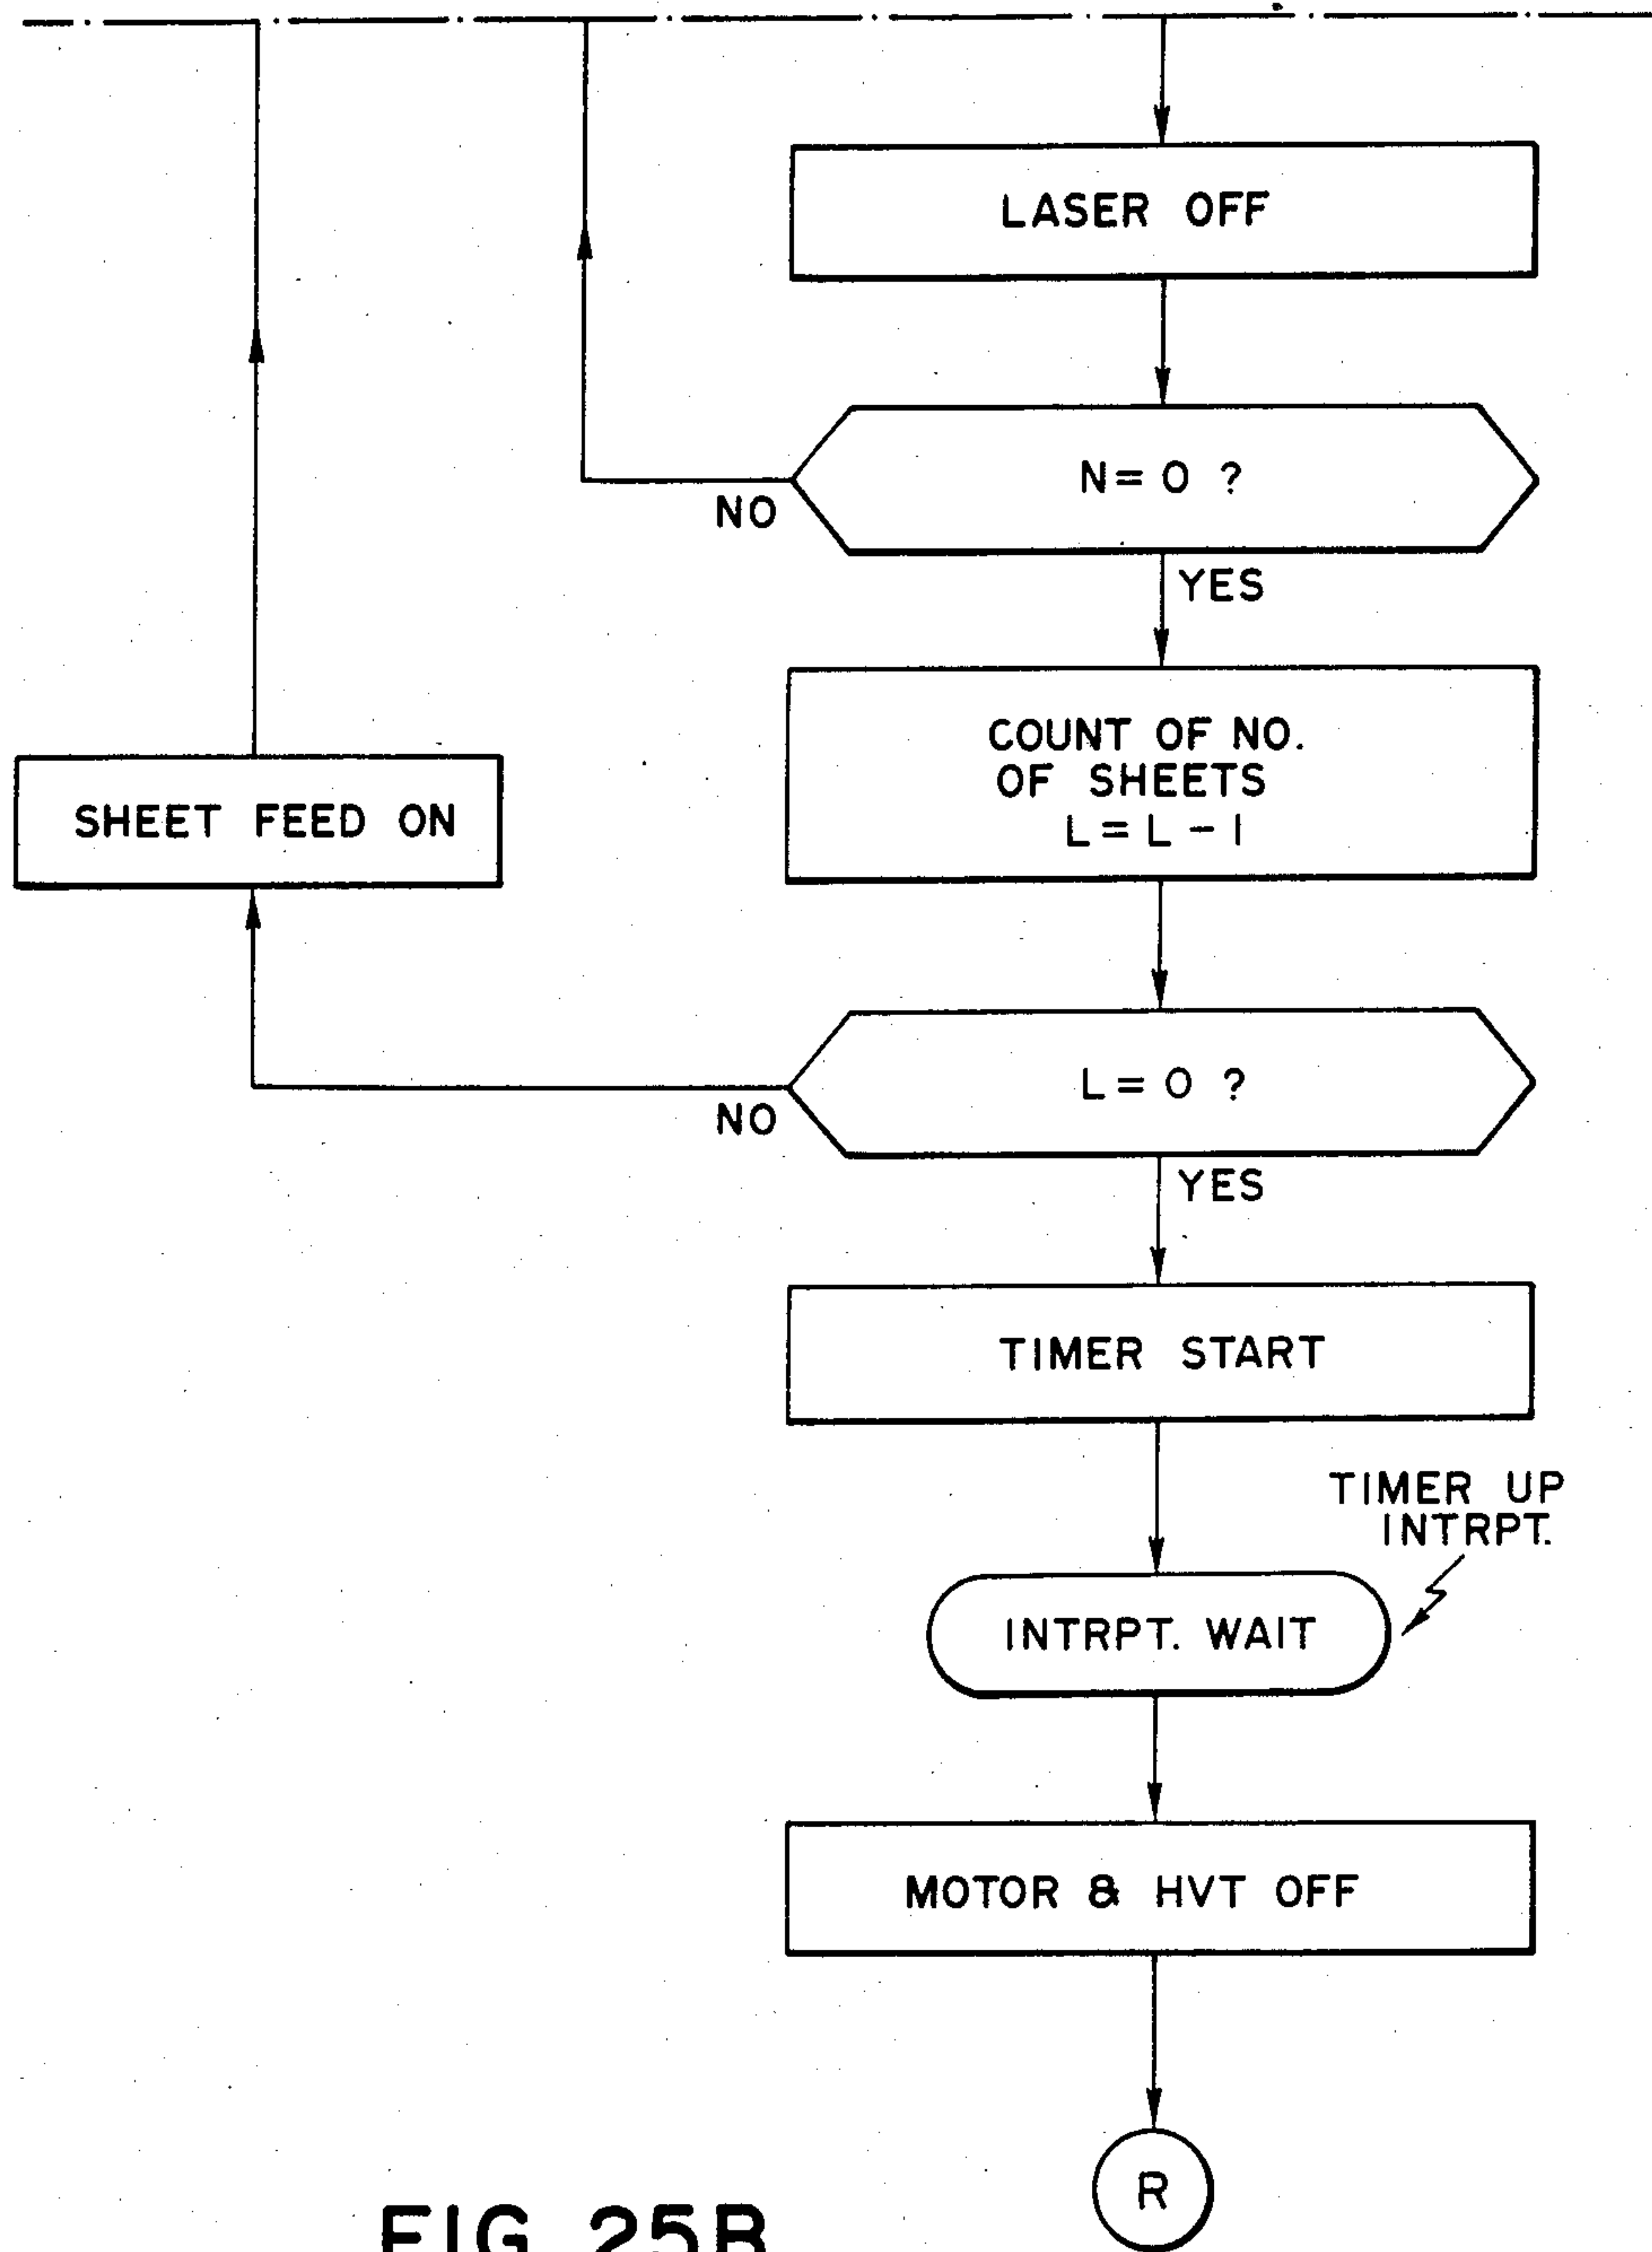 LASER OFF
N=0 ?
NO
YES
COUNT OF NO.
OF SHEETS
L=L-1
SHEET FEED ON
L=0 ?
NO
YES
TIMER START
TIMER UP
INTRPT.
INTRPT. WAIT
MOTOR & HVT OFF
R
FIG. 25B